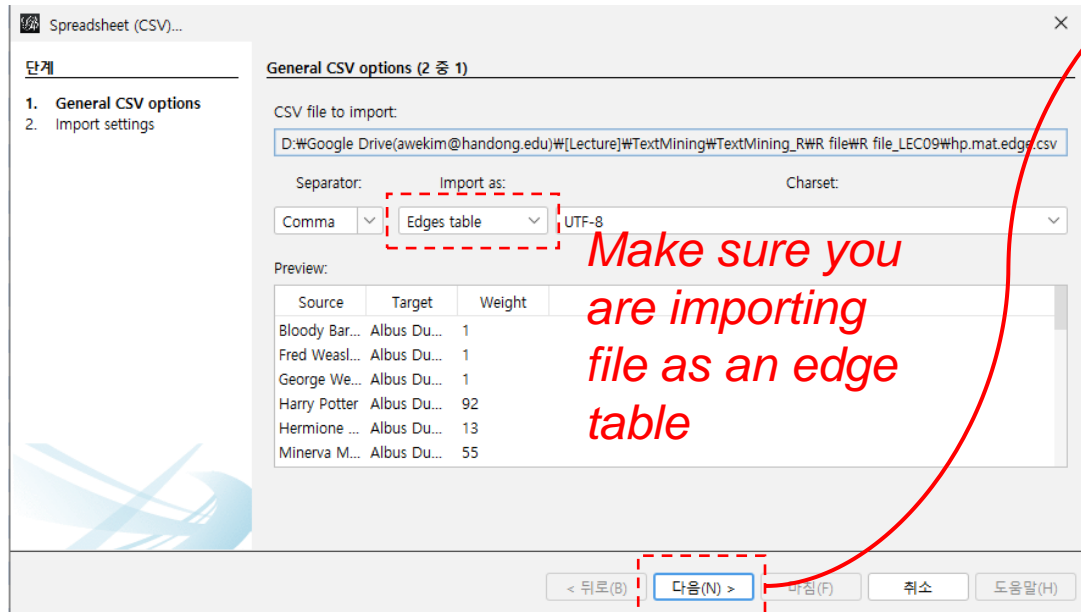 Spreadsheet (CSV)...
단계
1. General CSV options
2. Import settings
General CSV options (2 중 1)
CSV file to import:
D:₩Google Drive(awekim@handong.edu)₩[Lecture]₩TextMining₩TextMining_R₩R file₩R file_LEC09₩hp.mat.edge.csv
Separator: Import as: Charset:
Comma Edges table UTF-8
Make sure you
are importing
file as an edge
table
Preview:
Source Target Weight
Bloody Bar... Albus Du... 1
Fred Weasl... Albus Du... 1
George We... Albus Du... 1
Harry Potter Albus Du... 92
Hermione ... Albus Du... 13
Minerva M... Albus Du... 55
< 뒤로(B) 다음(N) > 마침(F) 취소 도움말(H)